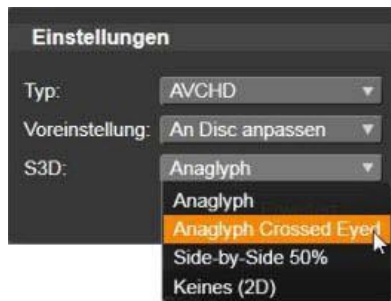 Einstellungen
Typ: AVCHD
Voreinstellung: An Disc anpassen
S3D: Anaglyph
Anaglyph
Anaglyph Crossed Eyed
Side-by-Side 50%
Keines (2D)